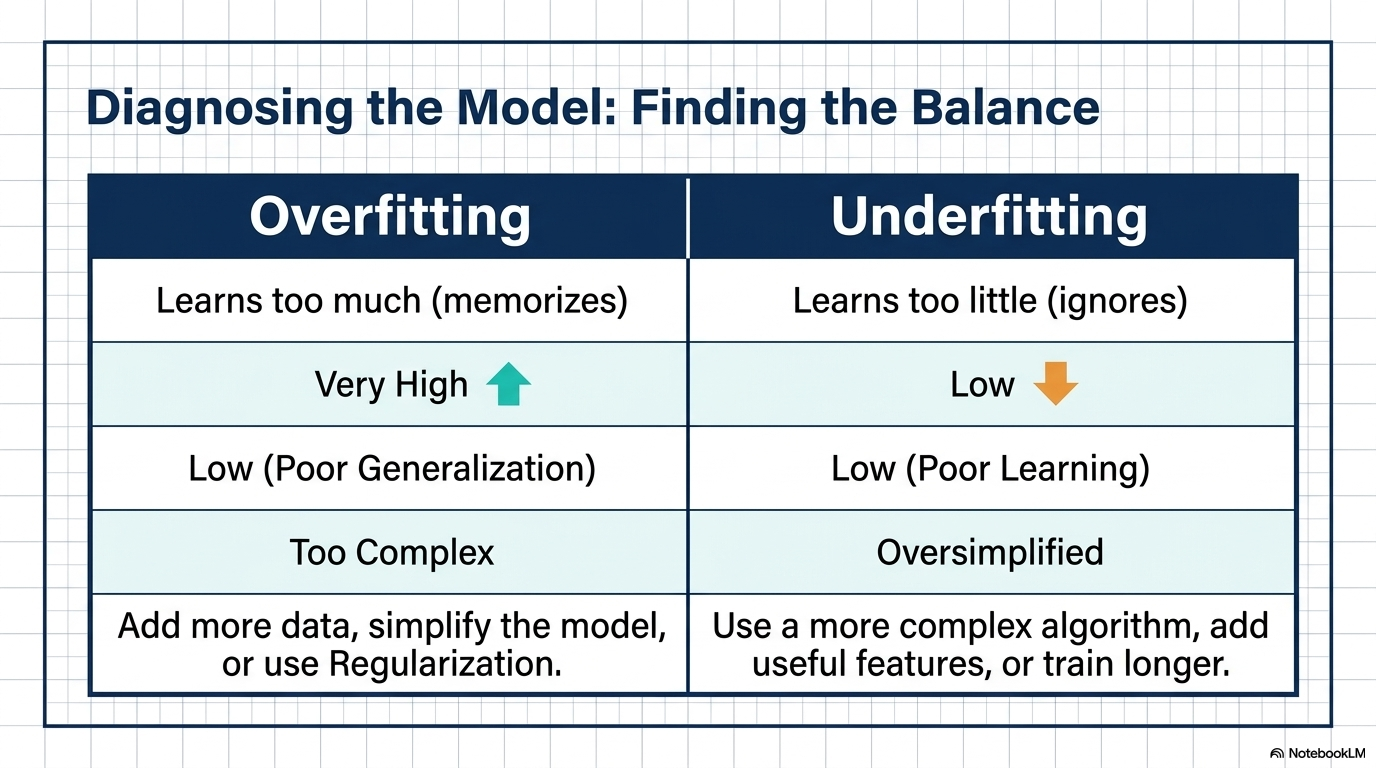 Diagnosing the Model: Finding the Balance
Overfitting
Underfitting
Learns too much (memorizes)
Learns too little (ignores)
Very High
Low
Low (Poor Generalization)
Low (Poor Learning)
Too Complex
Oversimplified
Add more data, simplify the model,
or use Regularization.
Use a more complex algorithm, add
useful features, or train longer.
NotebookLM